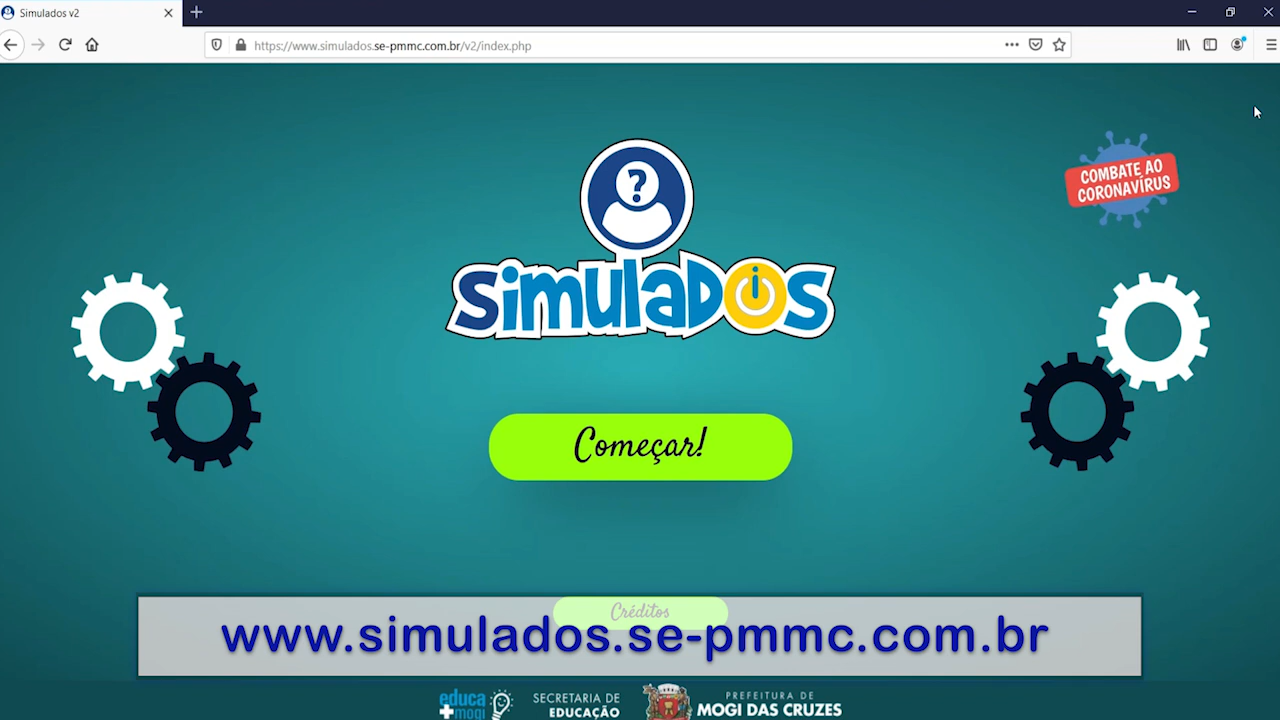 Simulados v2
https://www.simulados.se-pmmc.com.br/v2/index.php
?
COMBATE AO
CORONAVÍRUS
simulaDos
Começar!
Créditos
www.simulados.se-pmmc.com.br
educa
+mogi
SECRETARIA DE
EDUCAÇÃO
PREFEITURA DE
MOGI DAS CRUZES